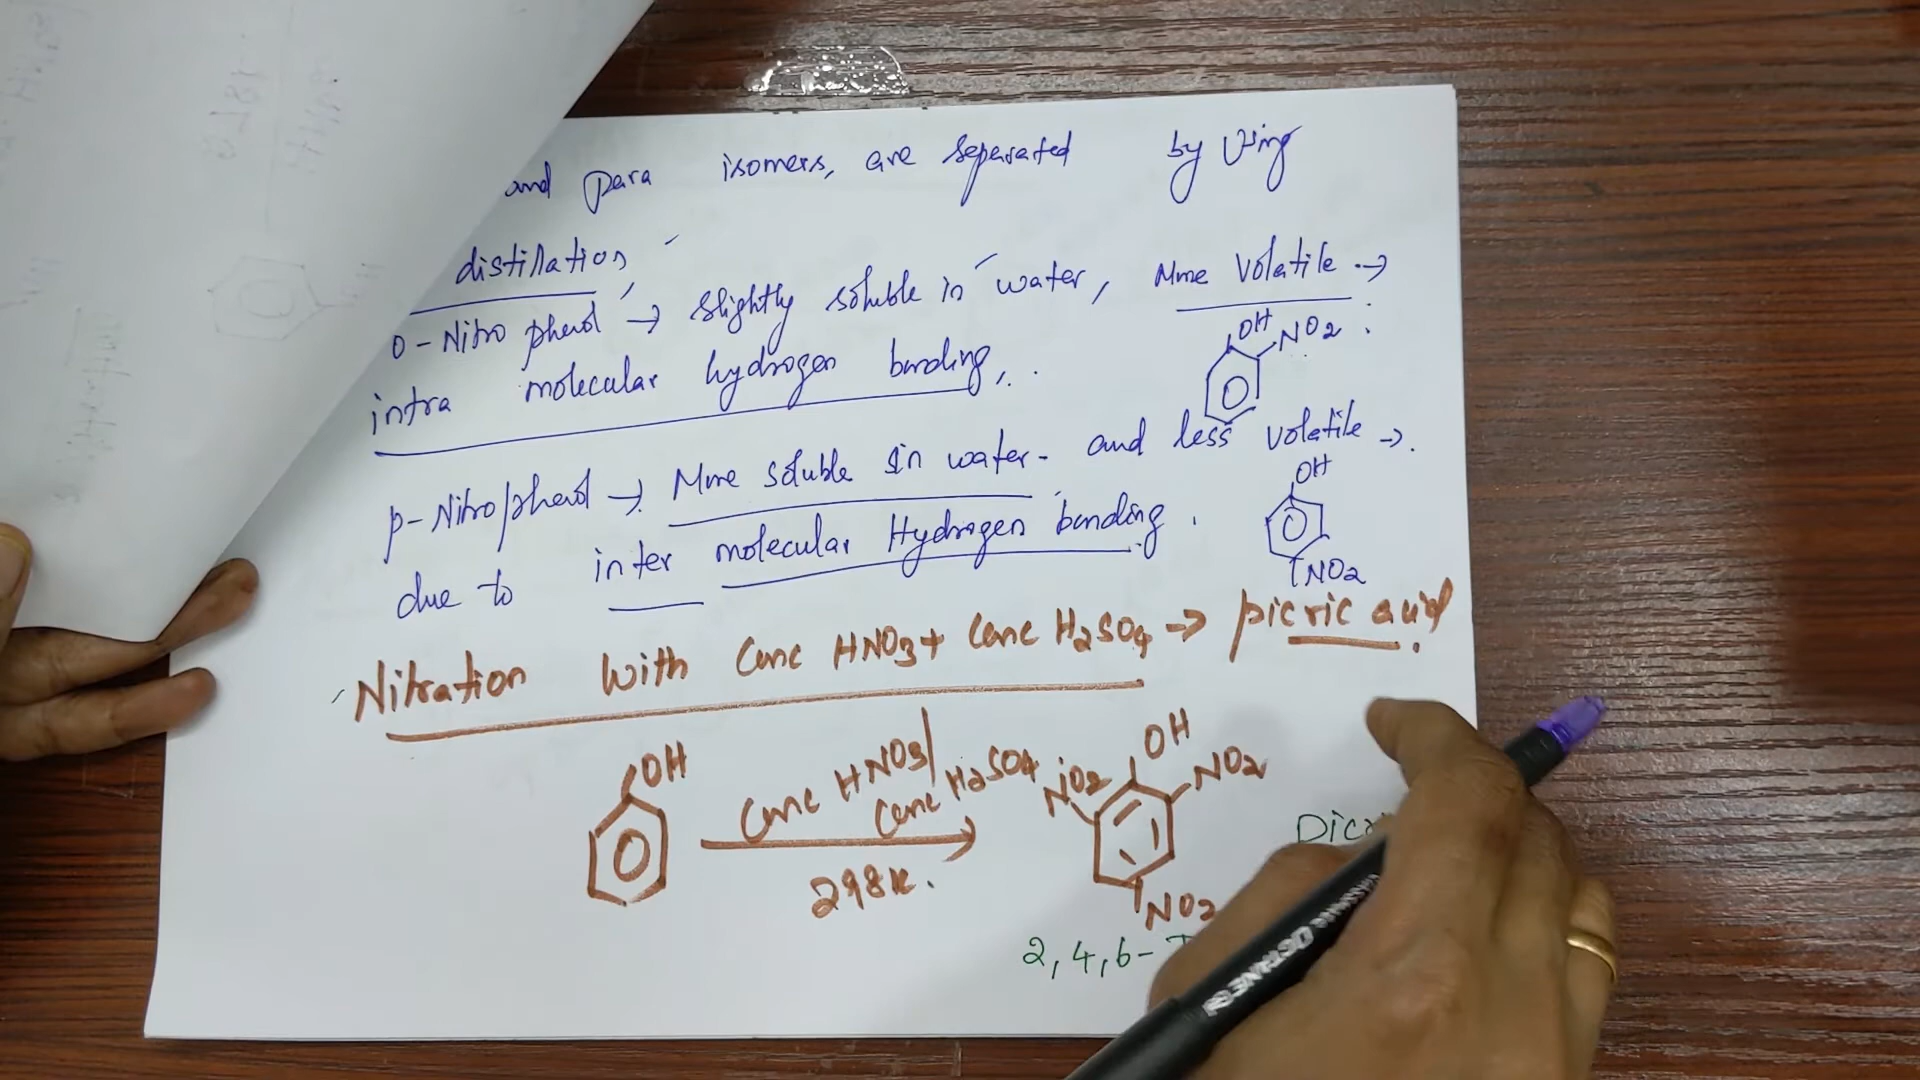 and para isomers, are separated by Using
distillation,
O-Nitro phenol → slightly soluble in water, More Volatile →
OH NO2
intra molecular hydrogen bonding,
p-Nitrophenol → More soluble in water - and less volatile →
OH
due to inter molecular Hydrogen bonding.
NO2
Nitration with Conc HNO3 + Conc H2SO4 → picric acid
OH
Conc HNO3/
Conc H2SO4
298K.
OH
NO2 NO2
NO2
2,4,6-